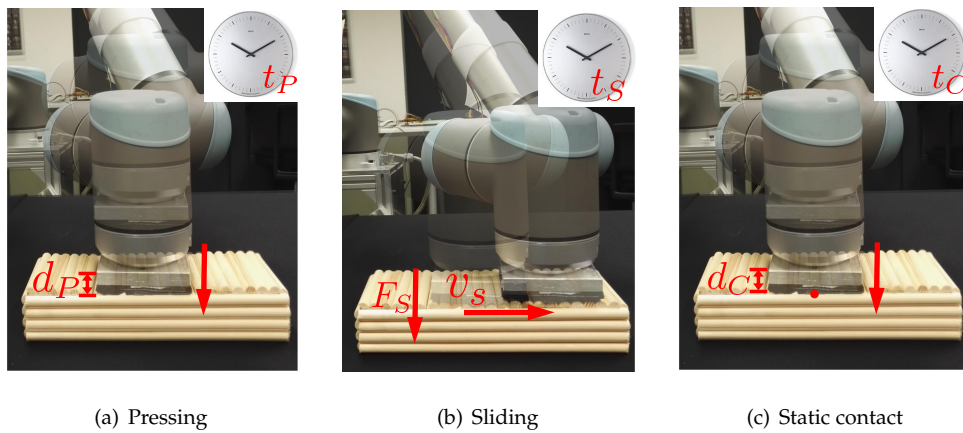 t_P
d_P
(a) Pressing
t_S
F_S
v_s
(b) Sliding
t_C
d_C
(c) Static contact